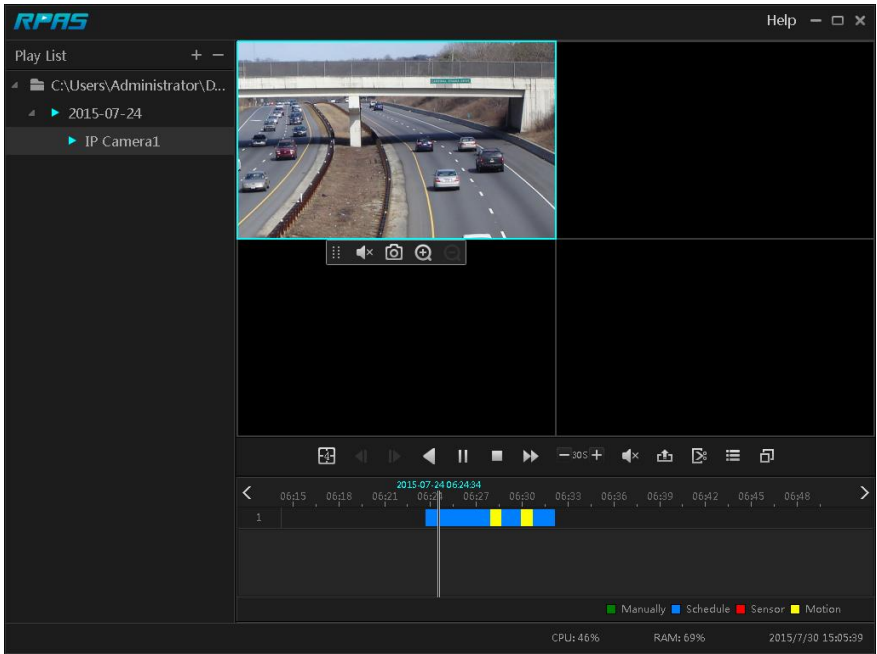 RPAS
Help
Play List
C:\Users\Administrator\D...
2015-07-24
IP Camera1
4
30S
2015-07-24 06:24:34
06:15 06:18 06:21 06:24 06:27 06:30 06:33 06:36 06:39 06:42 06:45 06:48
1
Manually Schedule Sensor Motion
CPU: 46% RAM: 69% 2015/7/30 15:05:39